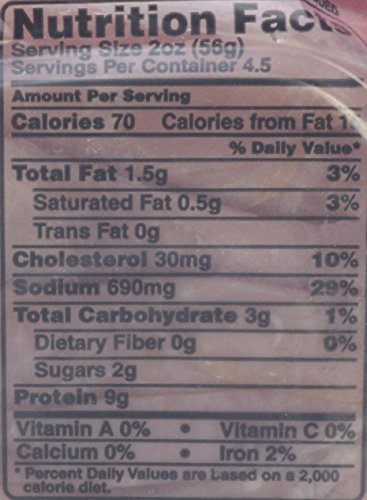 Nutrition Facts
Serving Size 2oz (56g)
Servings Per Container 4.5
Amount Per Serving
Calories 70 Calories from Fat
% Daily Value*
Total Fat 1.5g 3%
Saturated Fat 0.5g 3%
Trans Fat 0g
Cholesterol 30mg 10%
Sodium 690mg 29%
Total Carbohydrate 3g 1%
Dietary Fiber 0g 0%
Sugars 2g
Protein 9g
Vitamin A 0% • Vitamin C 0%
Calcium 0% • Iron 2%
* Percent Daily Values are based on a 2,000
calorie diet.